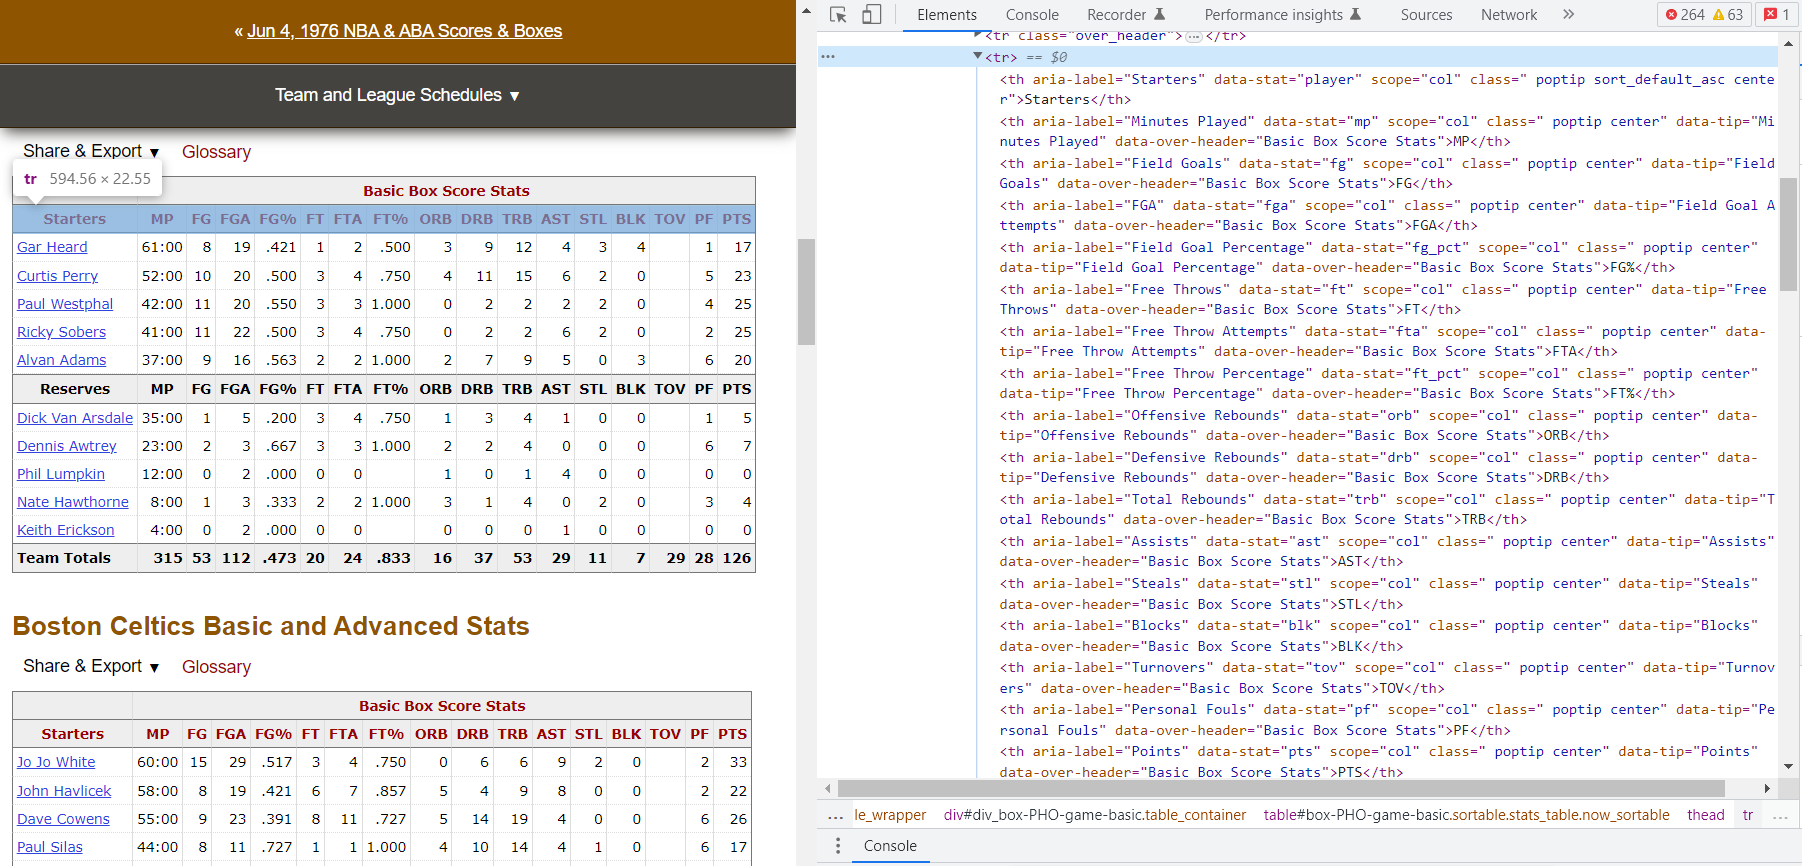 « Jun 4, 1976 NBA & ABA Scores & Boxes
Team and League Schedules ▼
Share & Export ▼ Glossary
tr 594.56 × 22.55
Basic Box Score Stats
Starters MP FG FGA FG% FT FTA FT% ORB DRB TRB AST STL BLK TOV PF PTS
Gar Heard 61:00 8 19 .421 1 2 .500 3 9 12 4 3 4 1 17
Curtis Perry 52:00 10 20 .500 3 4 .750 4 11 15 6 2 0 5 23
Paul Westphal 42:00 11 20 .550 3 3 1.000 0 2 2 2 2 0 4 25
Ricky Sobers 41:00 11 22 .500 3 4 .750 0 2 2 6 2 0 2 25
Alvan Adams 37:00 9 16 .563 2 2 1.000 2 7 9 5 0 3 6 20
Reserves MP FG FGA FG% FT FTA FT% ORB DRB TRB AST STL BLK TOV PF PTS
Dick Van Arsdale 35:00 1 5 .200 3 4 .750 1 3 4 1 0 0 1 5
Dennis Awtrey 23:00 2 3 .667 3 3 1.000 2 2 4 0 0 0 6 7
Phil Lumpkin 12:00 0 2 .000 0 0 1 0 1 4 0 0 0 0
Nate Hawthorne 8:00 1 3 .333 2 2 1.000 3 1 4 0 2 0 3 4
Keith Erickson 4:00 0 2 .000 0 0 0 0 0 1 0 0 0 0
Team Totals 315 53 112 .473 20 24 .833 16 37 53 29 11 7 29 28 126
Boston Celtics Basic and Advanced Stats
Share & Export ▼ Glossary
Basic Box Score Stats
Starters MP FG FGA FG% FT FTA FT% ORB DRB TRB AST STL BLK TOV PF PTS
Jo Jo White 60:00 15 29 .517 3 4 .750 0 6 6 9 2 0 2 33
John Havlicek 58:00 8 19 .421 6 7 .857 5 4 9 8 0 0 2 22
Dave Cowens 55:00 9 23 .391 8 11 .727 5 14 19 4 0 0 6 26
Paul Silas 44:00 8 11 .727 1 1 1.000 4 10 14 4 1 0 6 17
Elements Console Recorder Performance insights Sources Network » 264 63 1
▶<tr class="over_header"> ⋯ </tr>
⋯ ▼<tr> == $0
<th aria-label="Starters" data-stat="player" scope="col" class=" poptip sort_default_asc cente
r">Starters</th>
<th aria-label="Minutes Played" data-stat="mp" scope="col" class=" poptip center" data-tip="Mi
nutes Played" data-over-header="Basic Box Score Stats">MP</th>
<th aria-label="Field Goals" data-stat="fg" scope="col" class=" poptip center" data-tip="Field
Goals" data-over-header="Basic Box Score Stats">FG</th>
<th aria-label="FGA" data-stat="fga" scope="col" class=" poptip center" data-tip="Field Goal A
ttempts" data-over-header="Basic Box Score Stats">FGA</th>
<th aria-label="Field Goal Percentage" data-stat="fg_pct" scope="col" class=" poptip center"
data-tip="Field Goal Percentage" data-over-header="Basic Box Score Stats">FG%</th>
<th aria-label="Free Throws" data-stat="ft" scope="col" class=" poptip center" data-tip="Free
Throws" data-over-header="Basic Box Score Stats">FT</th>
<th aria-label="Free Throw Attempts" data-stat="fta" scope="col" class=" poptip center" data-
tip="Free Throw Attempts" data-over-header="Basic Box Score Stats">FTA</th>
<th aria-label="Free Throw Percentage" data-stat="ft_pct" scope="col" class=" poptip center"
data-tip="Free Throw Percentage" data-over-header="Basic Box Score Stats">FT%</th>
<th aria-label="Offensive Rebounds" data-stat="orb" scope="col" class=" poptip center" data-
tip="Offensive Rebounds" data-over-header="Basic Box Score Stats">ORB</th>
<th aria-label="Defensive Rebounds" data-stat="drb" scope="col" class=" poptip center" data-
tip="Defensive Rebounds" data-over-header="Basic Box Score Stats">DRB</th>
<th aria-label="Total Rebounds" data-stat="trb" scope="col" class=" poptip center" data-tip="T
otal Rebounds" data-over-header="Basic Box Score Stats">TRB</th>
<th aria-label="Assists" data-stat="ast" scope="col" class=" poptip center" data-tip="Assists"
data-over-header="Basic Box Score Stats">AST</th>
<th aria-label="Steals" data-stat="stl" scope="col" class=" poptip center" data-tip="Steals"
data-over-header="Basic Box Score Stats">STL</th>
<th aria-label="Blocks" data-stat="blk" scope="col" class=" poptip center" data-tip="Blocks"
data-over-header="Basic Box Score Stats">BLK</th>
<th aria-label="Turnovers" data-stat="tov" scope="col" class=" poptip center" data-tip="Turnov
ers" data-over-header="Basic Box Score Stats">TOV</th>
<th aria-label="Personal Fouls" data-stat="pf" scope="col" class=" poptip center" data-tip="Pe
rsonal Fouls" data-over-header="Basic Box Score Stats">PF</th>
<th aria-label="Points" data-stat="pts" scope="col" class=" poptip center" data-tip="Points"
data-over-header="Basic Box Score Stats">PTS</th>
... le_wrapper div#div_box-PHO-game-basic.table_container table#box-PHO-game-basic.sortable.stats_table.now_sortable thead tr ...
Console